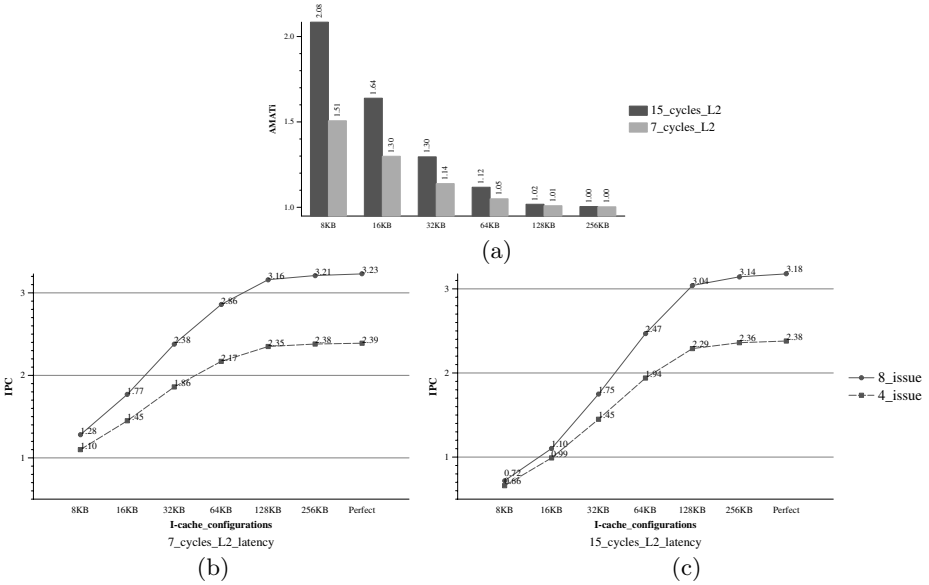 2.08
2.0
1.64
15_cycles_L2
7_cycles_L2
AMATi
1.5
1.51
1.30
1.30
1.14
1.12
1.05
1.02
1.01
1.00
1.00
1.0
8KB 16KB 32KB 64KB 128KB 256KB
(a)
3.23
3.21
3.16
3
2.86
2.38
2.39
2.38
2.35
2.17
2
1.86
1.77
IPC
1.45
1.28
1.10
1
8KB 16KB 32KB 64KB 128KB 256KB Perfect
I-cache_configurations
7_cycles_L2_latency
(b)
3.18
3.14
3.04
3
2.47
2.38
2.36
2.29
2
1.94
1.75
IPC
1.45
1.10
0.99
1
0.72
0.66
8KB 16KB 32KB 64KB 128KB 256KB Perfect
I-cache_configurations
15_cycles_L2_latency
(c)
8_issue
4_issue